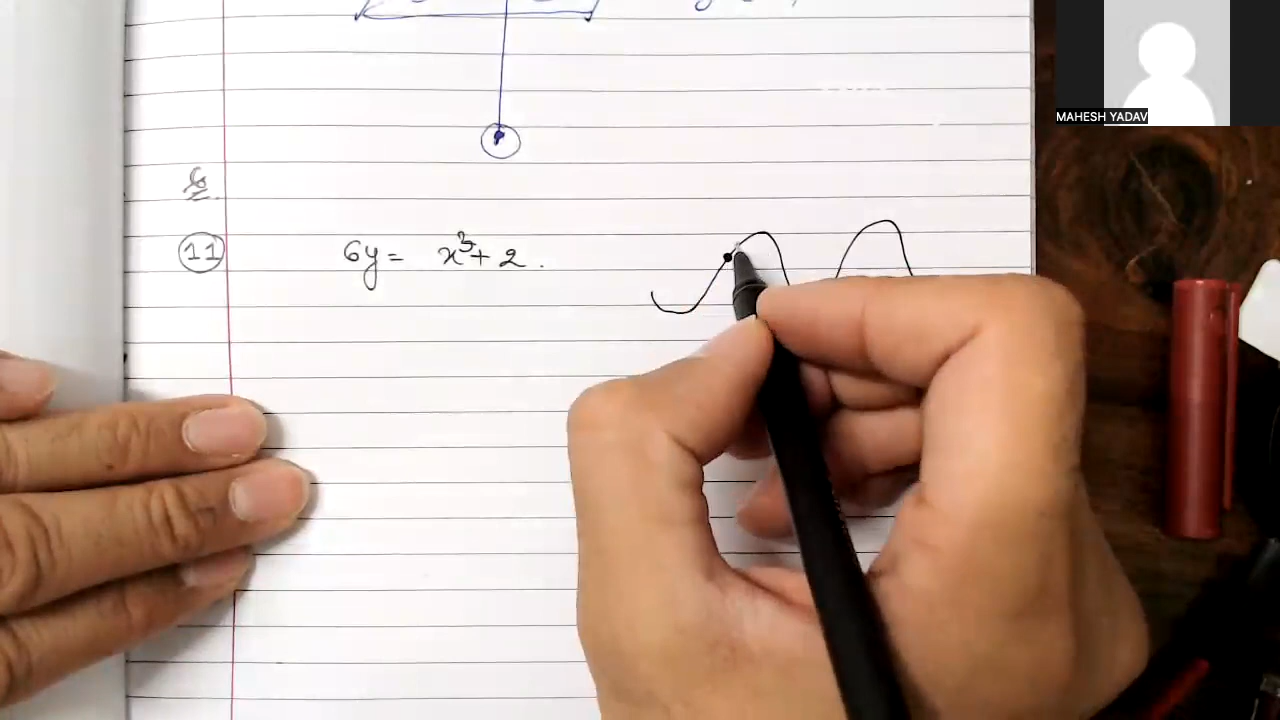 MAHESH YADAV
11 6y = x³ + 2 .